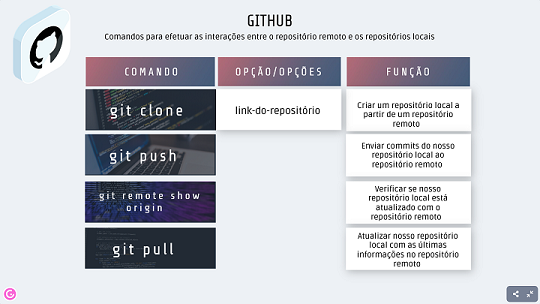 GITHUB
Comandos para efetuar as interações entre o repositório remoto e os repositórios locais
COMANDO
OPÇÃO/OPÇÕES
FUNÇÃO
git clone
link-do-repositório
Criar um repositório local a
partir de um repositório
remoto
git push
Enviar commits do nosso
repositório local ao
repositório remoto
git remote show
origin
Verificar se nosso
repositório local está
atualizado com o
repositório remoto
git pull
Atualizar nosso repositório
local com as últimas
informações no repositório
remoto